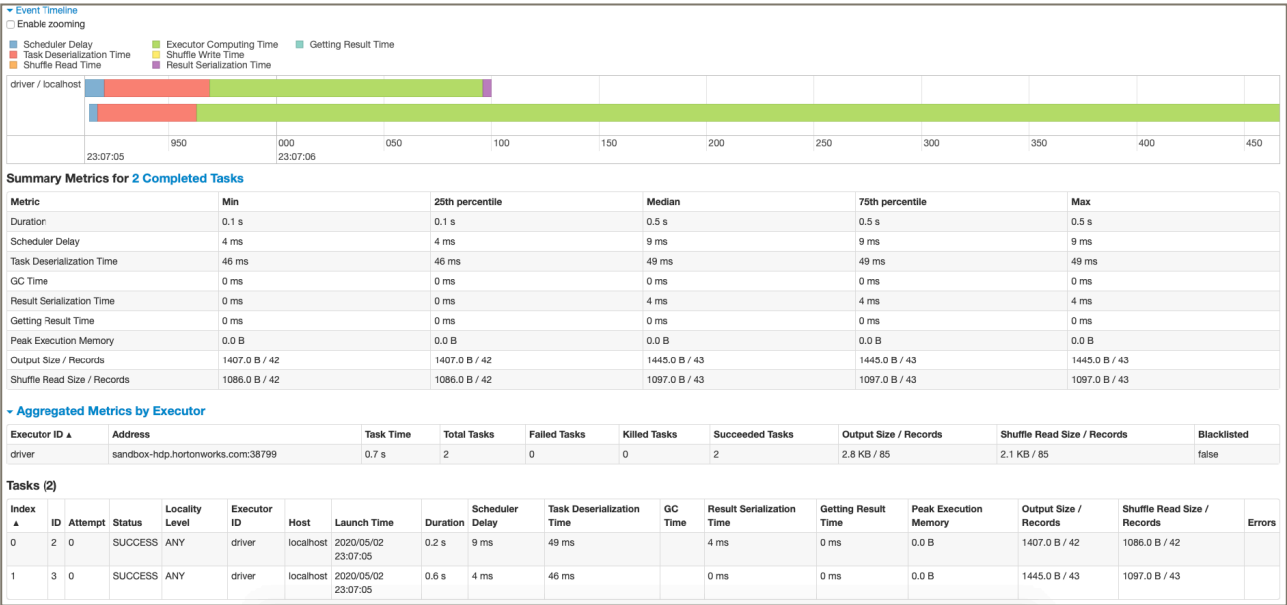 Event Timeline
Enable zooming
Scheduler Delay Executor Computing Time Getting Result Time
Task Deserialization Time Shuffle Write Time
Shuffle Read Time Result Serialization Time
driver / localhost
950 000 050 100 150 200 250 300 350 400 450
23:07:05 23:07:06
Summary Metrics for 2 Completed Tasks
Metric Min 25th percentile Median 75th percentile Max
Duration 0.1 s 0.1 s 0.5 s 0.5 s 0.5 s
Scheduler Delay 4 ms 4 ms 9 ms 9 ms 9 ms
Task Deserialization Time 46 ms 46 ms 49 ms 49 ms 49 ms
GC Time 0 ms 0 ms 0 ms 0 ms 0 ms
Result Serialization Time 0 ms 0 ms 4 ms 4 ms 4 ms
Getting Result Time 0 ms 0 ms 0 ms 0 ms 0 ms
Peak Execution Memory 0.0 B 0.0 B 0.0 B 0.0 B 0.0 B
Output Size / Records 1407.0 B / 42 1407.0 B / 42 1445.0 B / 43 1445.0 B / 43 1445.0 B / 43
Shuffle Read Size / Records 1086.0 B / 42 1086.0 B / 42 1097.0 B / 43 1097.0 B / 43 1097.0 B / 43
Aggregated Metrics by Executor
Executor ID ▲ Address Task Time Total Tasks Failed Tasks Killed Tasks Succeeded Tasks Output Size / Records Shuffle Read Size / Records Blacklisted
driver sandbox-hdp.hortonworks.com:38799 0.7 s 2 0 0 2 2.8 KB / 85 2.1 KB / 85 false
Tasks (2)
Index Locality Executor Scheduler Task Deserialization GC Result Serialization Getting Result Peak Execution Output Size / Shuffle Read Size /
▲ ID Attempt Status Level ID Host Launch Time Duration Delay Time Time Time Time Memory Records Records Errors
0 2 0 SUCCESS ANY driver localhost 2020/05/02 0.2 s 9 ms 49 ms 4 ms 0 ms 0.0 B 1407.0 B / 42 1086.0 B / 42
23:07:05
1 3 0 SUCCESS ANY driver localhost 2020/05/02 0.6 s 4 ms 46 ms 0 ms 0 ms 0.0 B 1445.0 B / 43 1097.0 B / 43
23:07:05